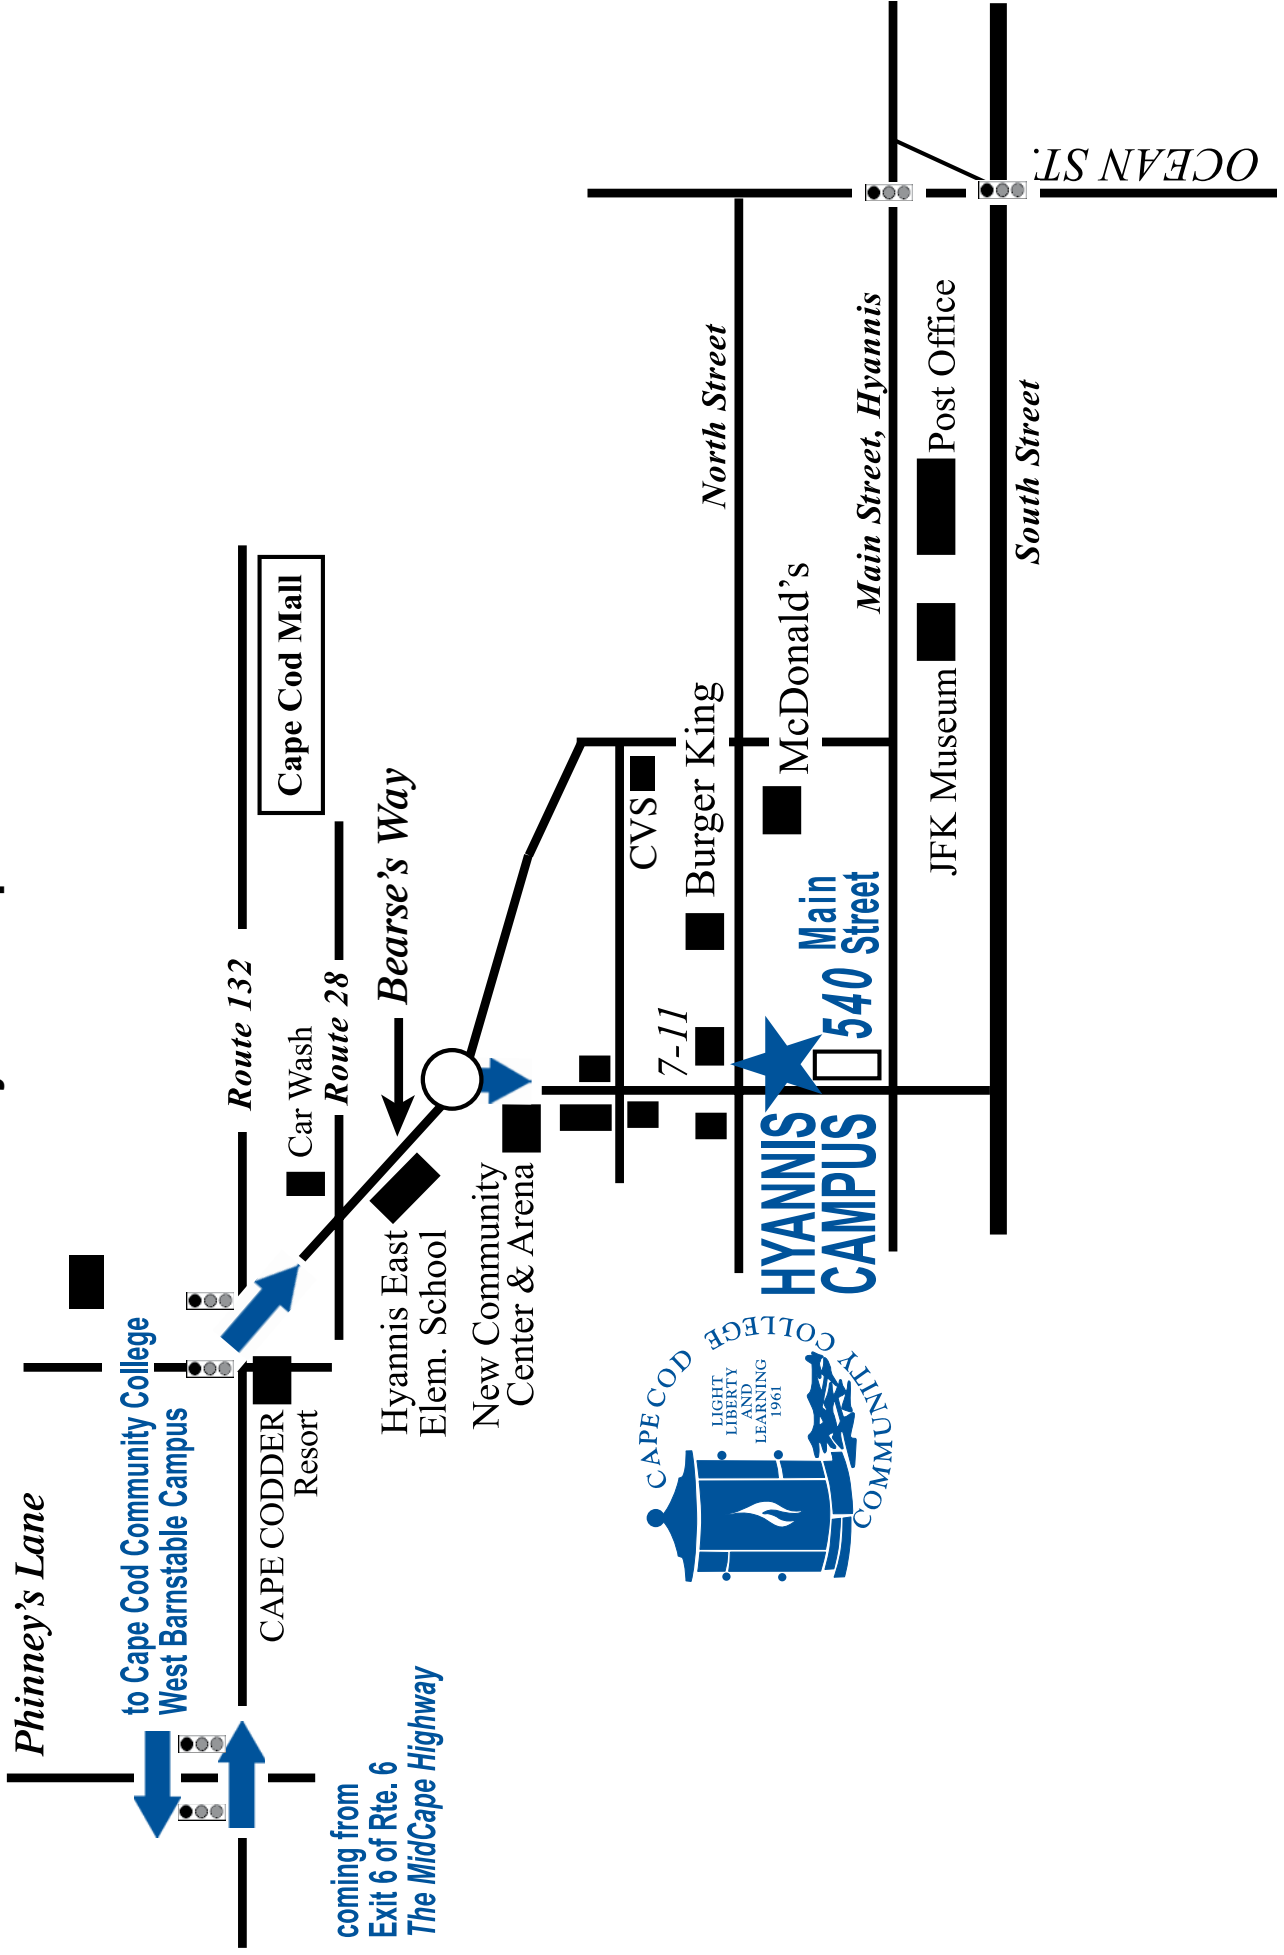 Phinney's Lane
to Cape Cod Community College
West Barnstable Campus
Route 132
Cape Cod Mall
CAPE CODDER
Resort
Car Wash
Route 28
coming from
Exit 6 of Rte. 6
The MidCape Highway
Bearse's Way
Hyannis East
Elem. School
New Community
Center & Arena
CVS
7-11
Burger King
North Street
McDonald's
HYANNIS
CAMPUS
540 Main
Street
Main Street, Hyannis
JFK Museum
Post Office
South Street
OCEAN ST.
CAPE COD COMMUNITY COLLEGE
LIGHT
LIBERTY
AND
LEARNING
1961